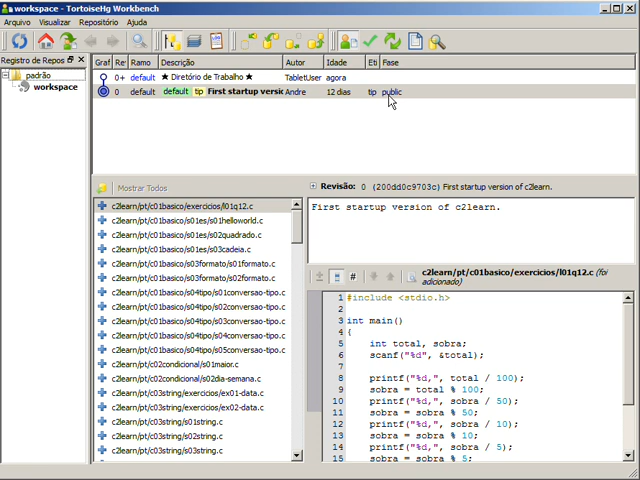 workspace - TortoiseHg Workbench
Arquivo Visualizar Repositório Ajuda
Registro de Repos
padrão
workspace
Graf Re Ramo Descrição Autor Idade Eti Fase
0+ default ★ Diretório de Trabalho ★ TabletUser agora
0 default default tip First startup versic Andre 12 dias tip public
Mostrar Todos
c2learn/pt/c01basico/exercicios/l01q12.c
c2learn/pt/c01basico/s01es/s01helloworld.c
c2learn/pt/c01basico/s01es/s02quadrado.c
c2learn/pt/c01basico/s01es/s03cadeia.c
c2learn/pt/c01basico/s03formato/s01formato.c
c2learn/pt/c01basico/s03formato/s02formato.c
c2learn/pt/c01basico/s04tipo/s01conversao-tipo.c
c2learn/pt/c01basico/s04tipo/s02conversao-tipo.c
c2learn/pt/c01basico/s04tipo/s03conversao-tipo.c
c2learn/pt/c01basico/s04tipo/s04conversao-tipo.c
c2learn/pt/c01basico/s04tipo/s05conversao-tipo.c
c2learn/pt/c02condicional/s01maior.c
c2learn/pt/c02condicional/s02dia-semana.c
c2learn/pt/c03string/exercicios/ex01-data.c
c2learn/pt/c03string/exercicios/ex02-data.c
c2learn/pt/c03string/s01string.c
c2learn/pt/c03string/s02string.c
c2learn/pt/c03string/s03string.c
Revisão: 0 (200dd0c9703c) First startup version of c2learn.
First startup version of c2learn.
c2learn/pt/c01basico/exercicios/l01q12.c (foi
adicionado)
1 #include <stdio.h>
2
3 int main()
4 {
5 int total, sobra;
6 scanf("%d", &total);
7
8 printf("%d,", total / 100);
9 sobra = total % 100;
10 printf("%d,", sobra / 50);
11 sobra = sobra % 50;
12 printf("%d,", sobra / 10);
13 sobra = sobra % 10;
14 printf("%d,", sobra / 5);
15 sobra = sobra % 5;